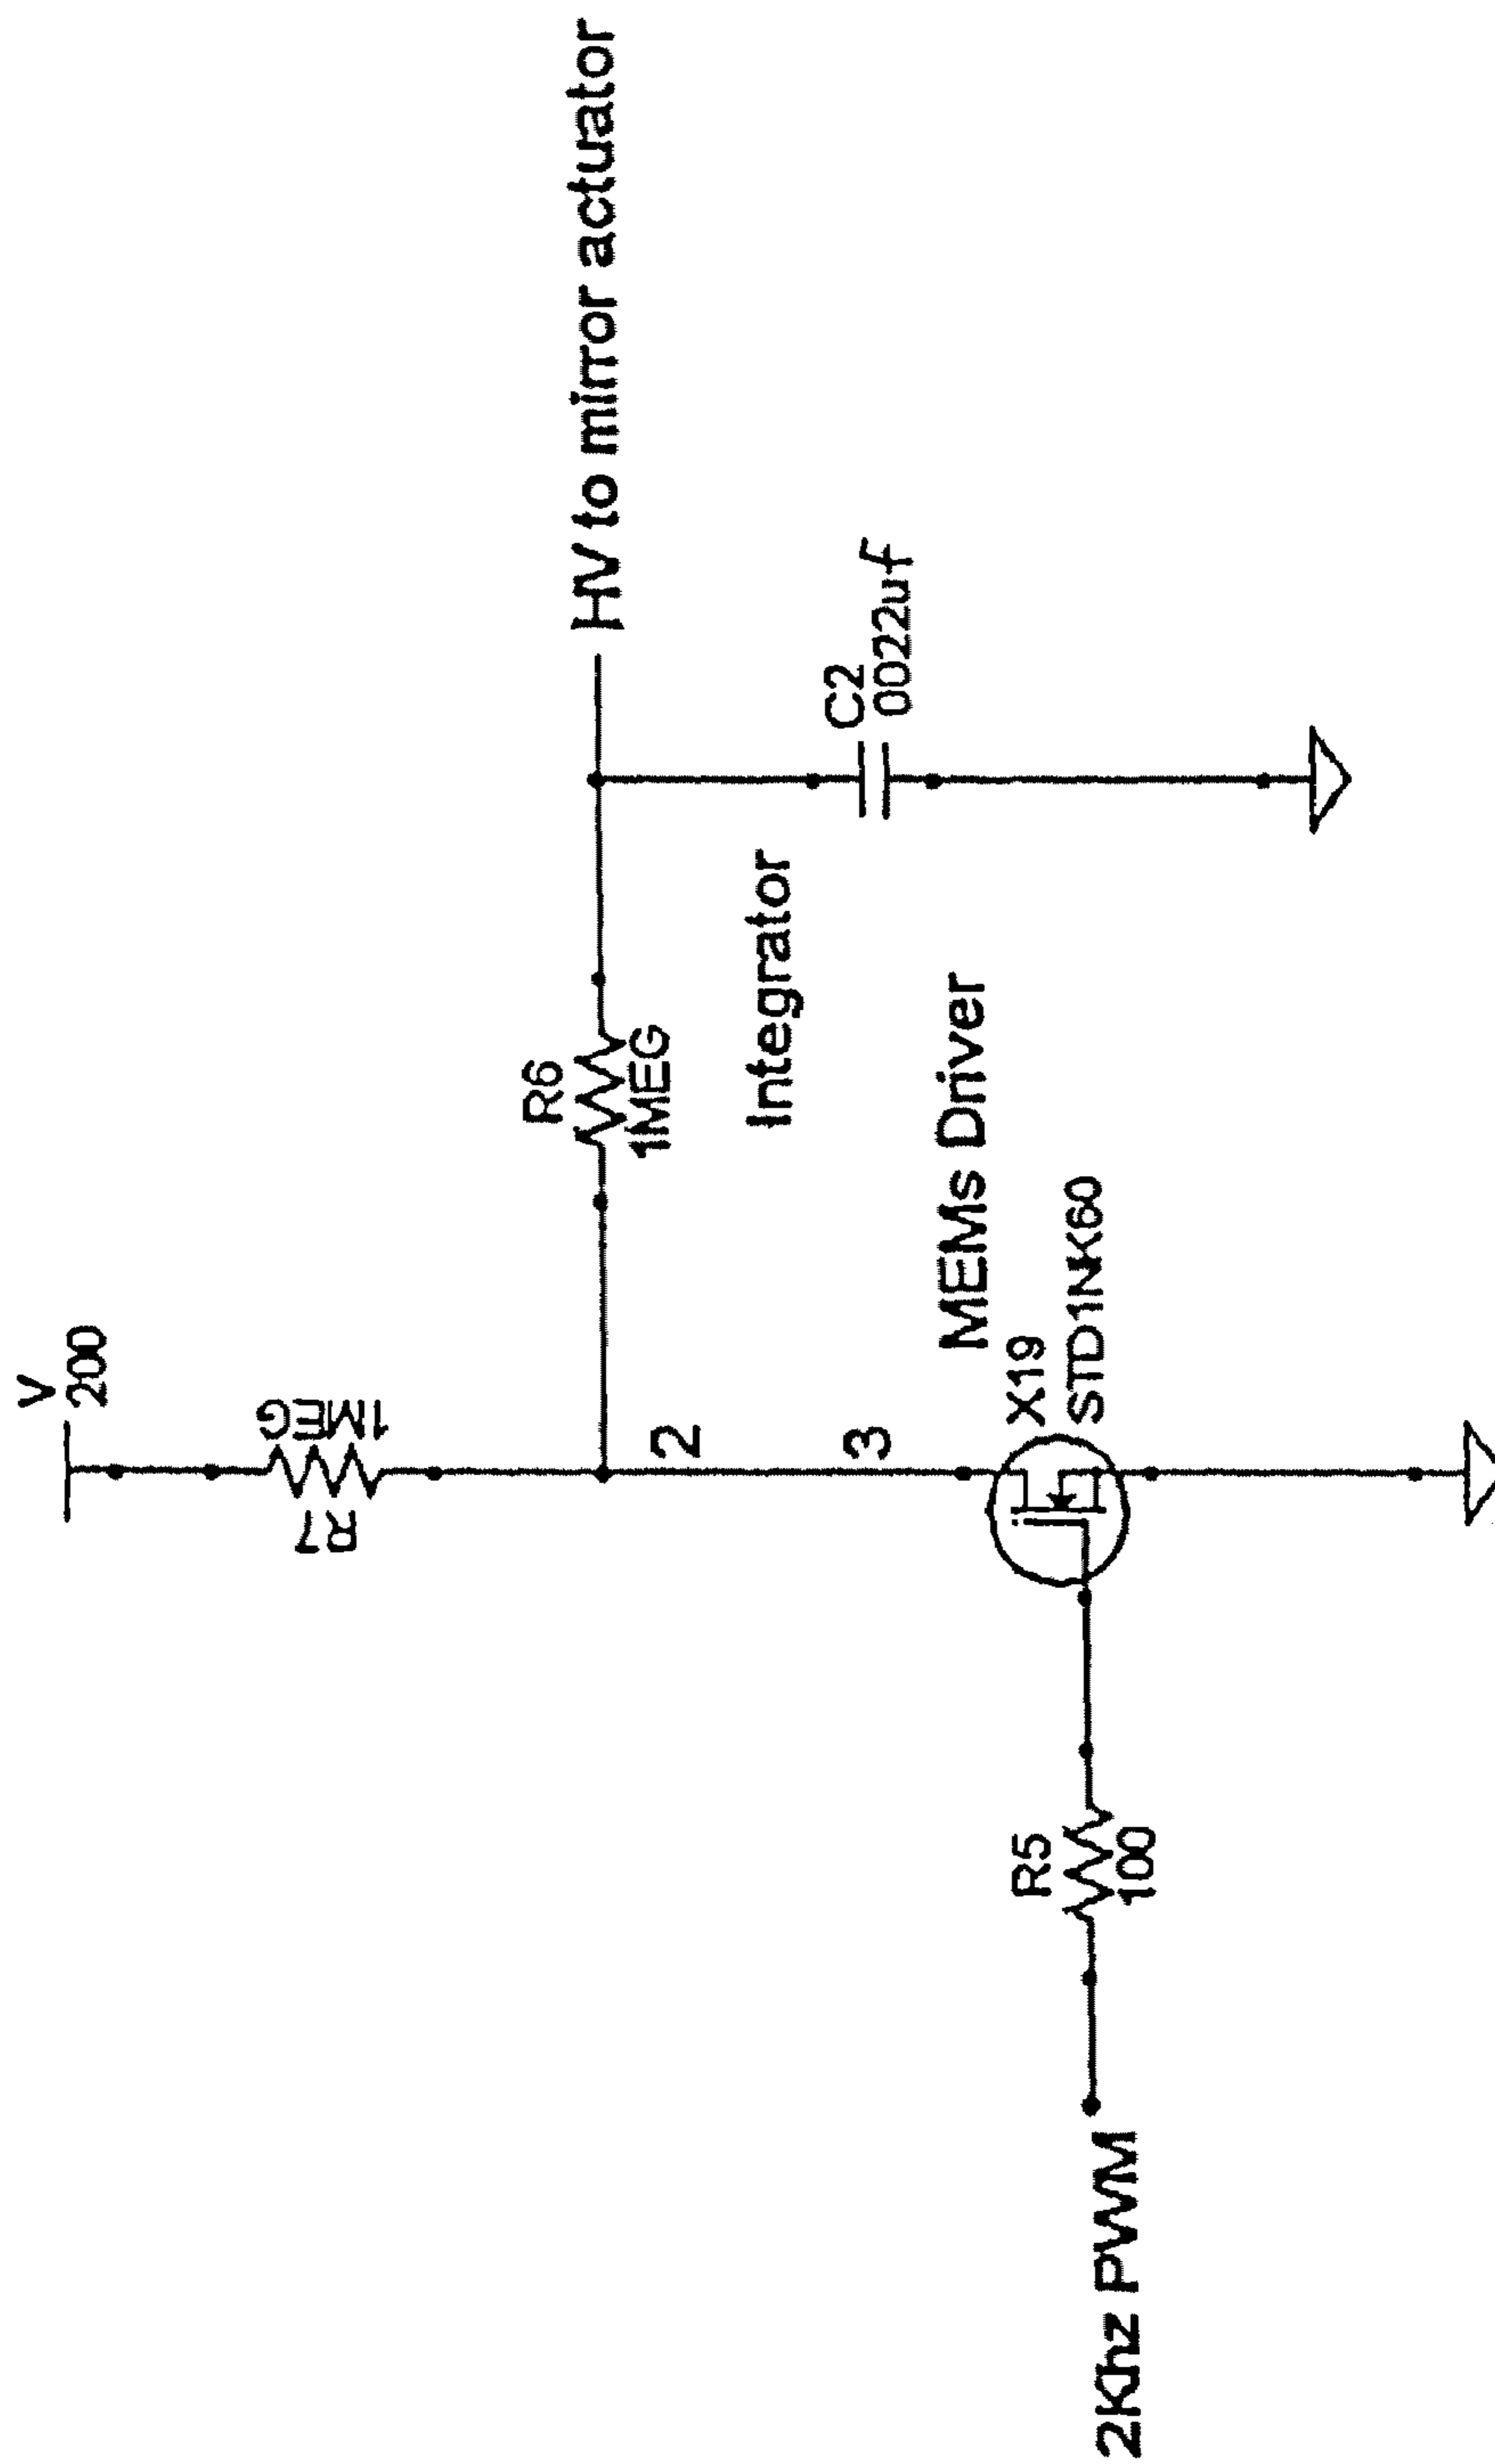 V
200
R7
1MEG
R6
1MEG
HV to mirror actuator
2
3
Integrator
C2
0022uf
MEMs Driver
X19
STD1NK60
R5
100
2Khz PWM